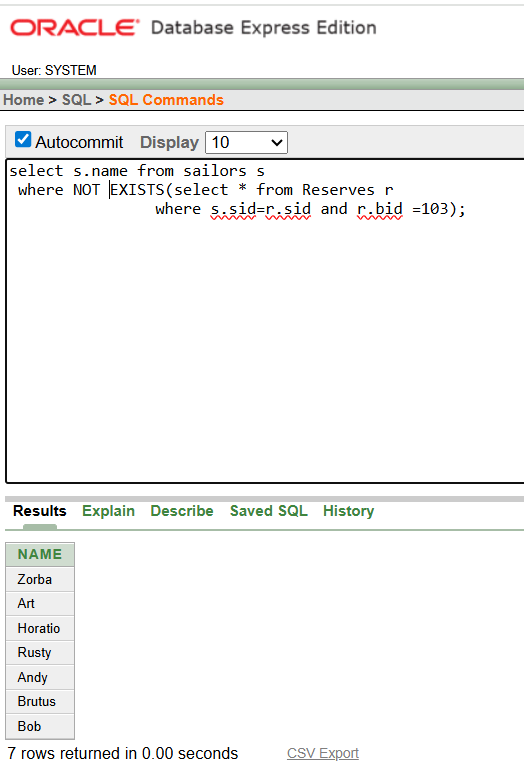 ORACLE® Database Express Edition
User: SYSTEM
Home > SQL > SQL Commands
Autocommit Display 10
select s.name from sailors s
where NOT EXISTS(select * from Reserves r
where s.sid=r.sid and r.bid =103);
Results Explain Describe Saved SQL History
NAME
Zorba
Art
Horatio
Rusty
Andy
Brutus
Bob
7 rows returned in 0.00 seconds CSV Export